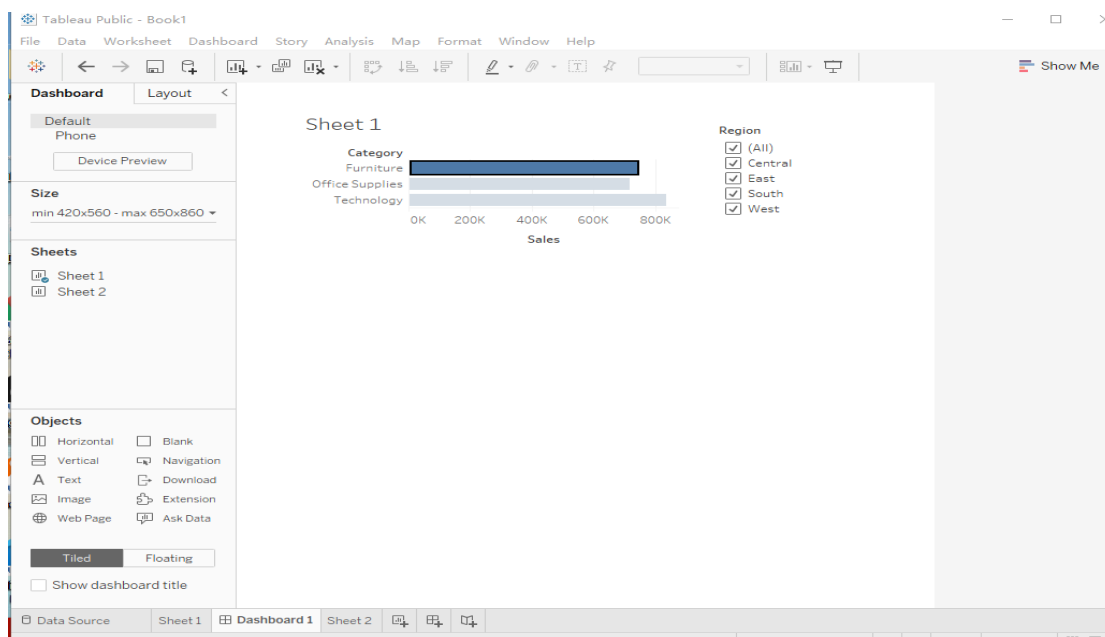 Tableau Public - Book1
File Data Worksheet Dashboard Story Analysis Map Format Window Help
Show Me
Dashboard Layout <
Default
Phone
Device Preview
Size
min 420x560 - max 650x860
Sheets
Sheet 1
Sheet 2
Objects
Horizontal Blank
Vertical Navigation
A Text Download
Image Extension
Web Page Ask Data
Tiled Floating
Show dashboard title
Sheet 1
Category
Furniture
Office Supplies
Technology
0K 200K 400K 600K 800K
Sales
Region
(All)
Central
East
South
West
Data Source Sheet 1 Dashboard 1 Sheet 2